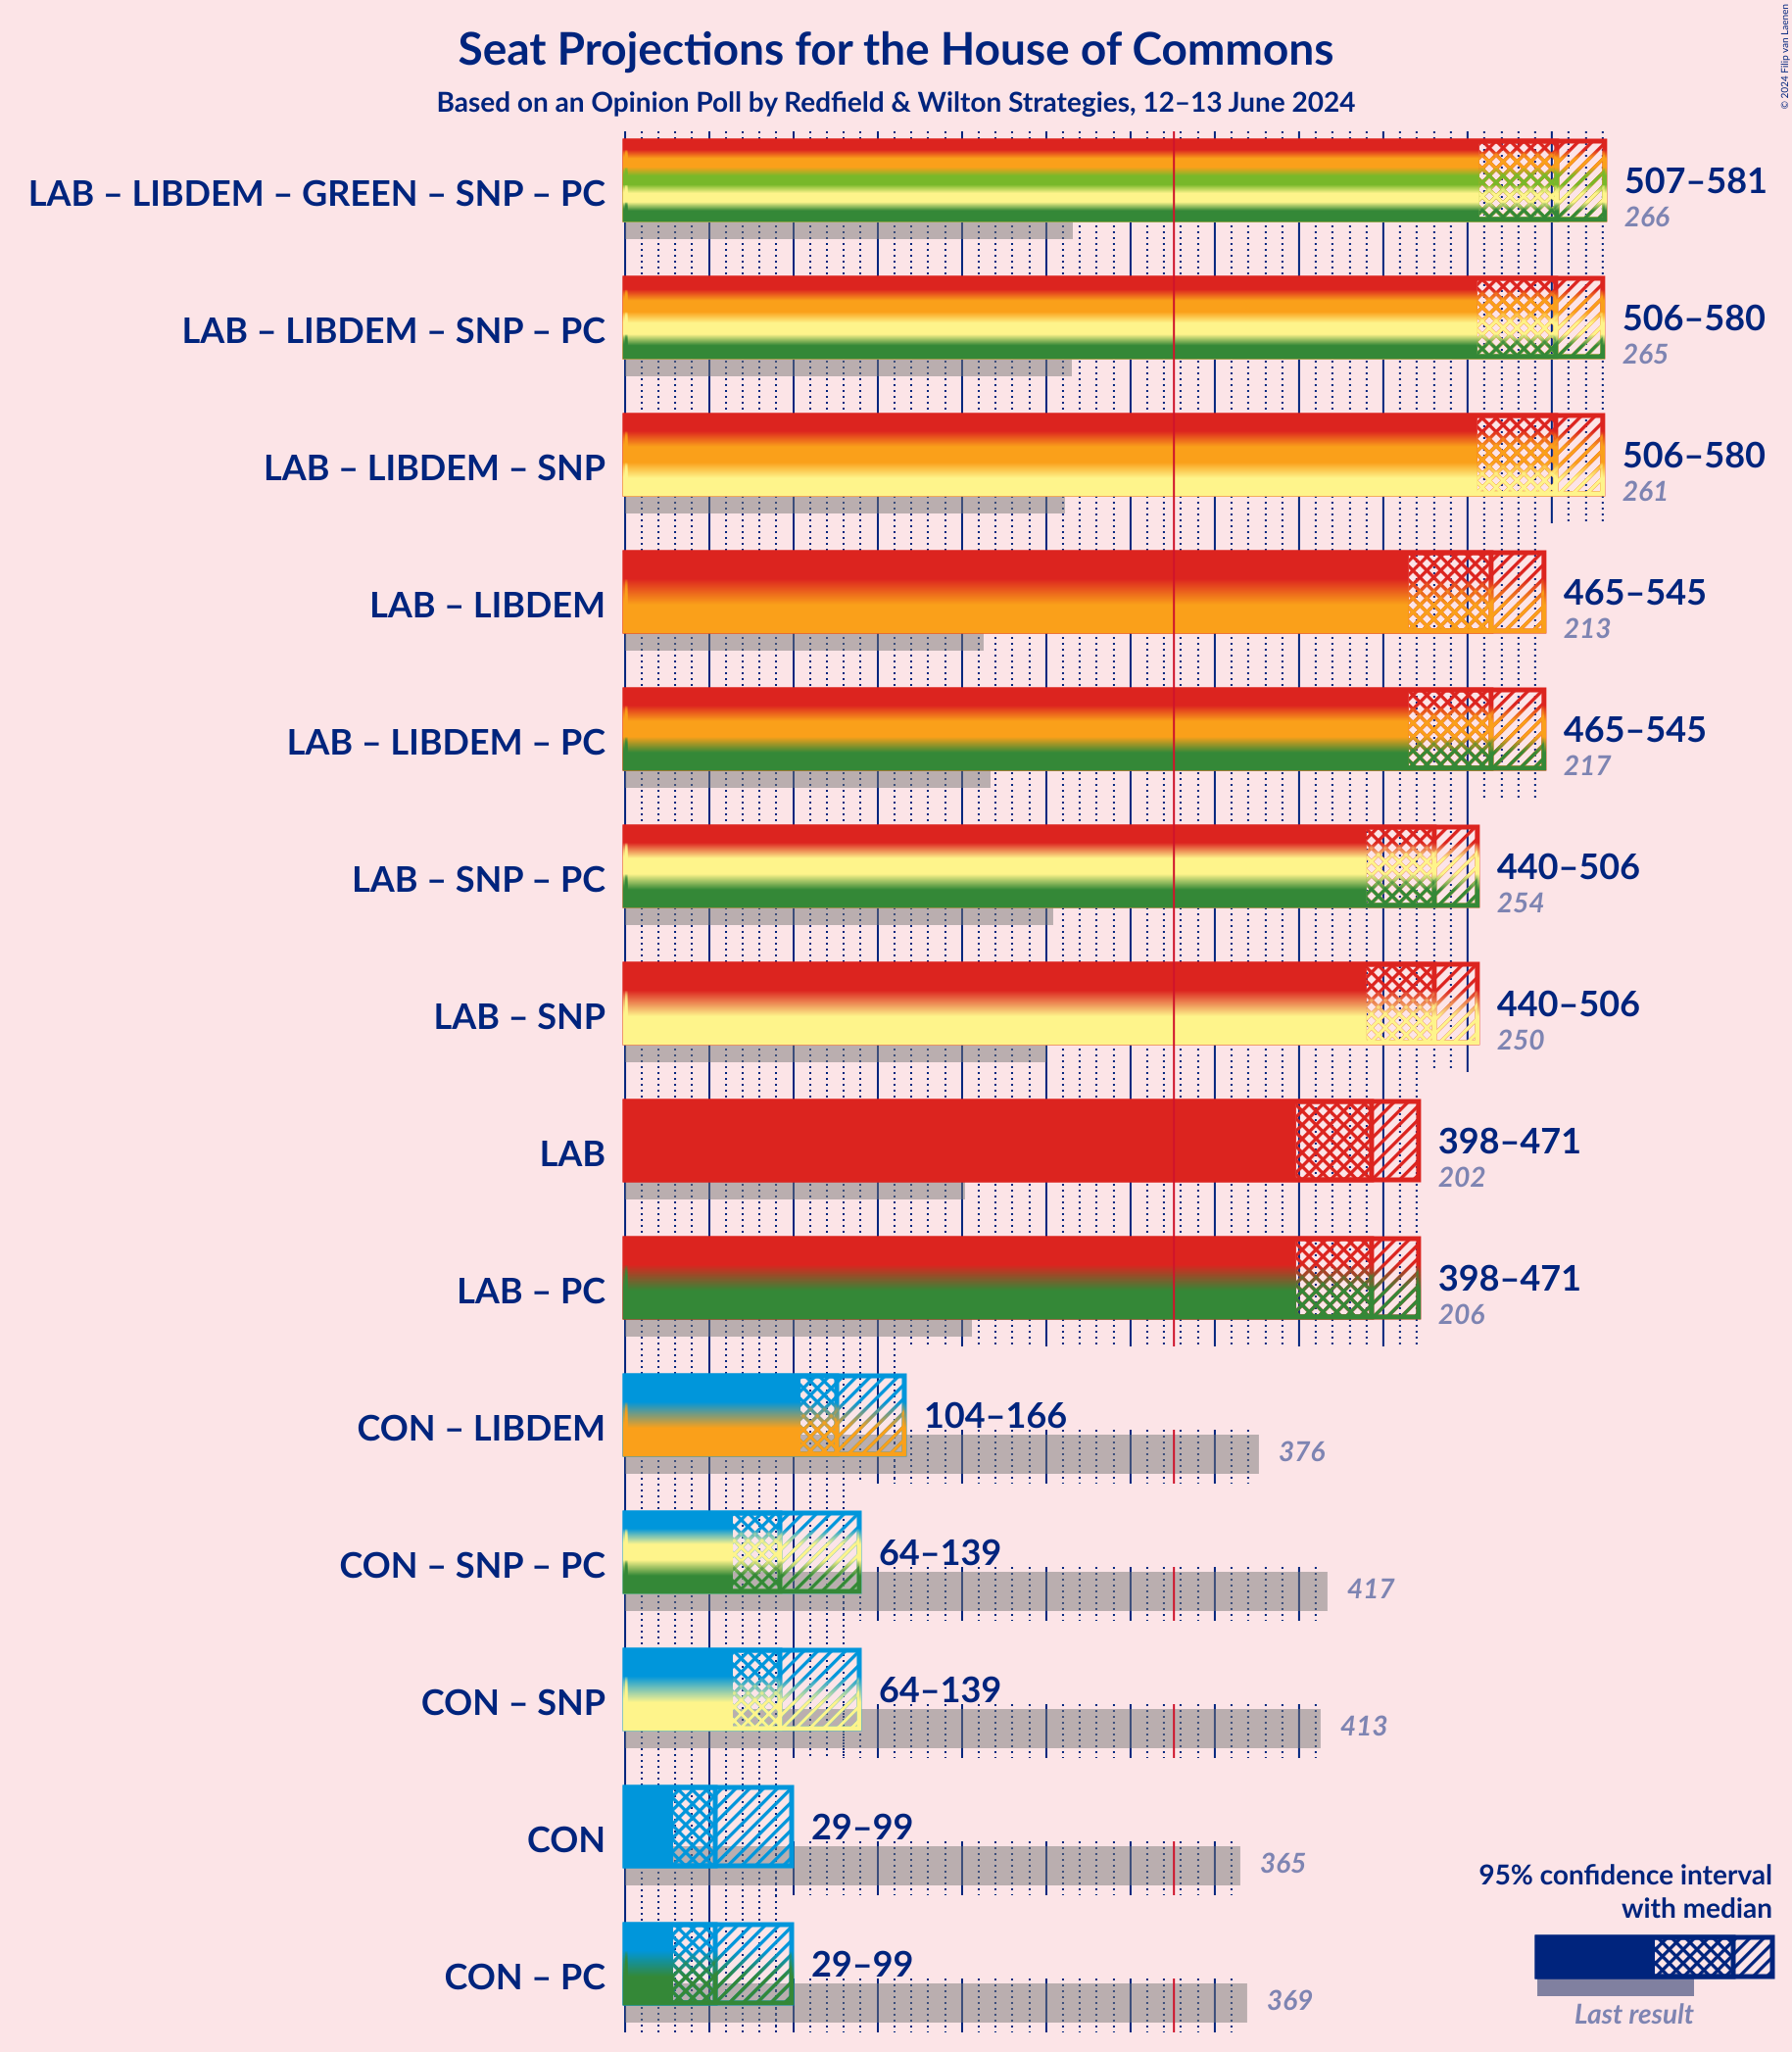 Seat Projections for the House of Commons
Based on an Opinion Poll by Redfield & Wilton Strategies, 12–13 June 2024
© 2024 Filip van Laenen
LAB – LIBDEM – GREEN – SNP – PC
507–581
266
LAB – LIBDEM – SNP – PC
506–580
265
LAB – LIBDEM – SNP
506–580
261
LAB – LIBDEM
465–545
213
LAB – LIBDEM – PC
465–545
217
LAB – SNP – PC
440–506
254
LAB – SNP
440–506
250
LAB
398–471
202
LAB – PC
398–471
206
CON – LIBDEM
104–166
376
CON – SNP – PC
64–139
417
CON – SNP
64–139
413
CON
29–99
365
CON – PC
29–99
369
95% confidence interval
with median
Last result